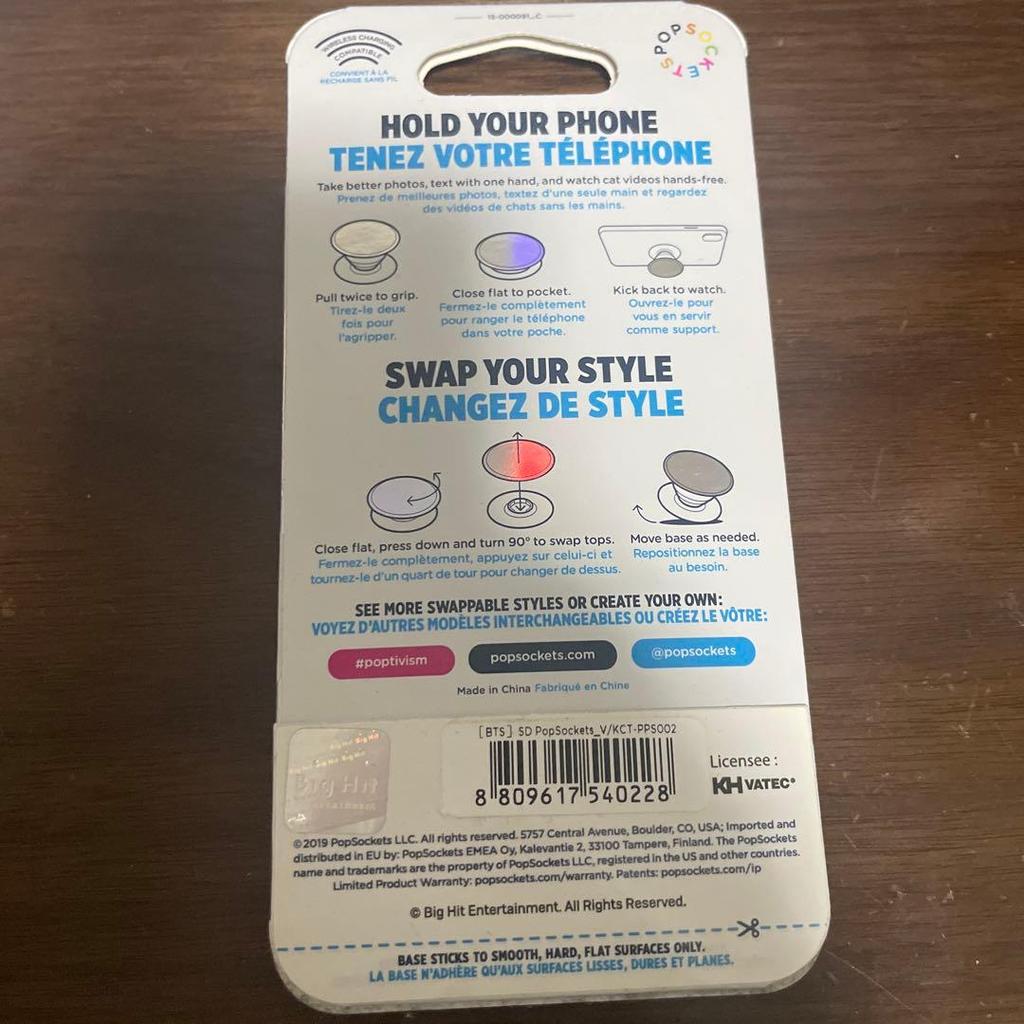 WIRELESS CHARGING
COMPATIBLE
CONVIENT À LA
RECHARGE SANS FIL
POPSOCKETS
HOLD YOUR PHONE
TENEZ VOTRE TÉLÉPHONE
Take better photos, text with one hand, and watch cat videos hands-free.
Prenez de meilleures photos, textez d'une seule main et regardez
des vidéos de chats sans les mains.
Pull twice to grip.
Tirez-le deux
fois pour
l'agripper.
Close flat to pocket.
Fermez-le complètement
pour ranger le téléphone
dans votre poche.
Kick back to watch.
Ouvrez-le pour
vous en servir
comme support.
SWAP YOUR STYLE
CHANGEZ DE STYLE
Close flat, press down and turn 90° to swap tops.
Fermez-le complètement, appuyez sur celui-ci et
tournez-le d'un quart de tour pour changer de dessus.
Move base as needed.
Repositionnez la base
au besoin.
SEE MORE SWAPPABLE STYLES OR CREATE YOUR OWN:
VOYEZ D'AUTRES MODÈLES INTERCHANGEABLES OU CRÉEZ LE VÔTRE:
#poptivism
popsockets.com
@popsockets
Made in China Fabriqué en Chine
Big Hit Big Hit
Big Hit
[BTS] SD PopSockets_V/KCT-PPS002
8 809617 540228
Licensee :
KH VATEC
©2019 PopSockets LLC. All rights reserved. 5757 Central Avenue, Boulder, CO, USA; Imported and
distributed in EU by: PopSockets EMEA Oy, Kalevantie 2, 33100 Tampere, Finland. The PopSockets
name and trademarks are the property of PopSockets LLC, registered in the US and other countries.
Limited Product Warranty: popsockets.com/warranty. Patents: popsockets.com/ip
© Big Hit Entertainment. All Rights Reserved.
BASE STICKS TO SMOOTH, HARD, FLAT SURFACES ONLY.
LA BASE N'ADHÈRE QU'AUX SURFACES LISSES, DURES ET PLANES.